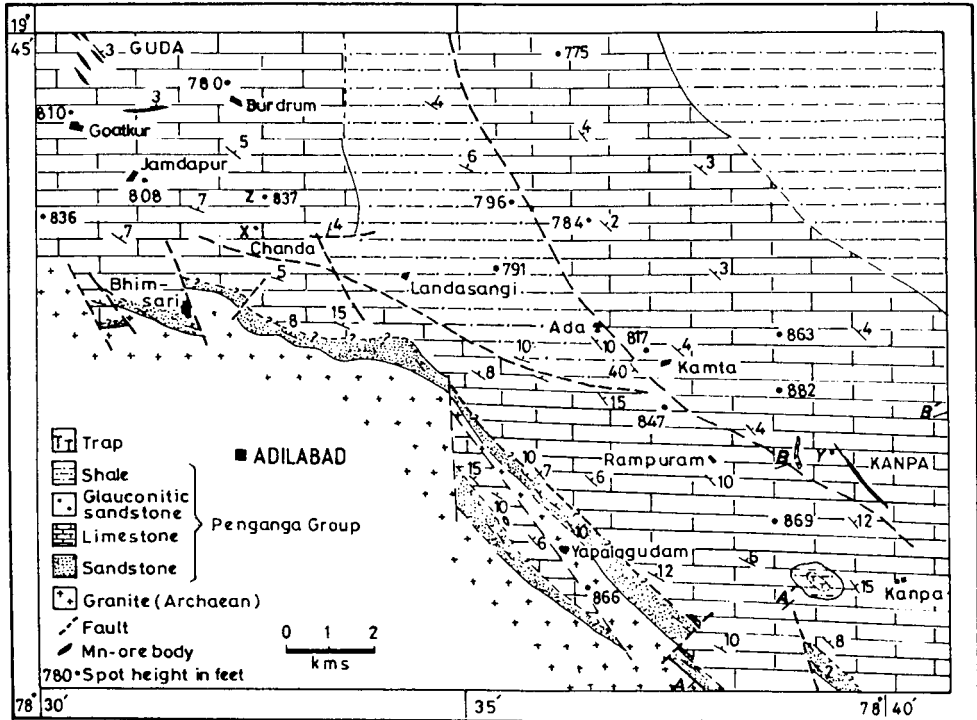 19°
45'
GUDA
3
775
780
Burdrum
810
3
Goatkur
4
4
5
6
3
Jamdapur
808
7
Z
837
796
784
2
836
7
X
4
Chanda
791
3
Landasangi
5
Bhim-
sari
8
15
Ada
10
817
4
863
4
10
40
Kamta
8
15
882
847
B'
4
T T Trap
Shale
Glauconitic
sandstone
Limestone
Sandstone
Penganga Group
Granite (Archaean)
Fault
Mn-ore body
780 Spot height in feet
ADILABAD
10
7
Rampuram
B
Y
KANPA
15
6
10
12
10
10
869
6
Yapalagudam
6
12
866
A'
15
Kanpa
0 1 2
kms
10
8
A
78° 30'
35'
78° 40'